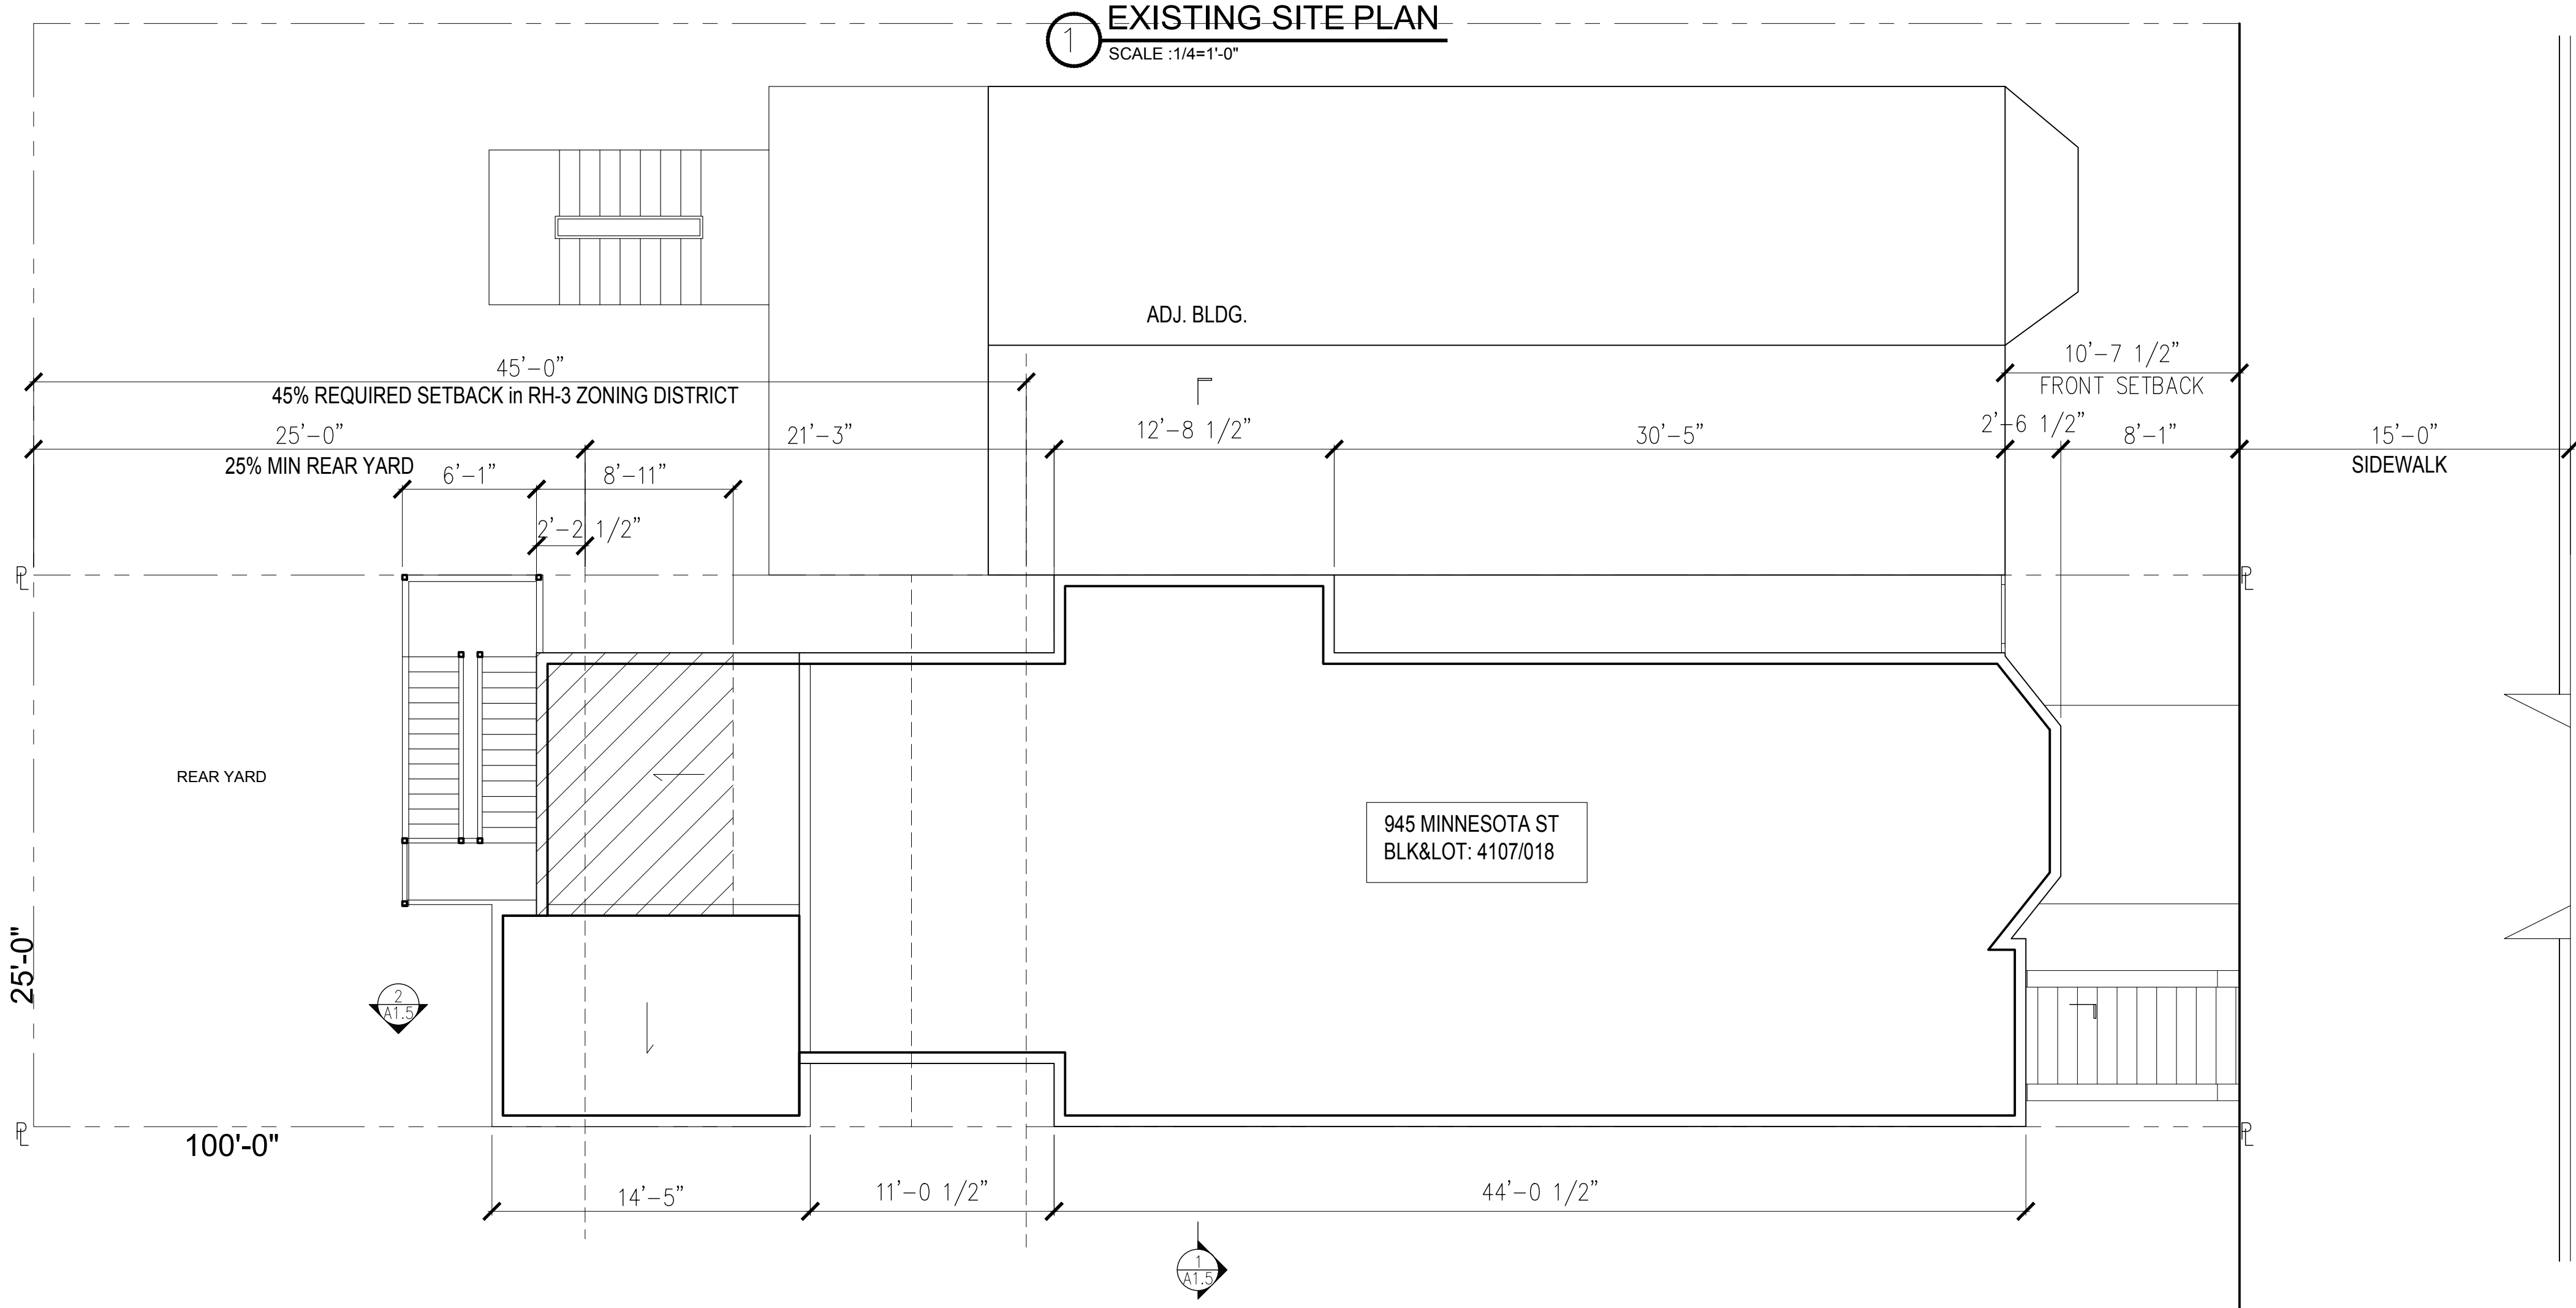 EXISTING SITE PLAN
1
SCALE :1/4=1'-0"
ADJ. BLDG.
45'-0"
10'-7 1/2"
45% REQUIRED SETBACK in RH-3 ZONING DISTRICT
FRONT SETBACK
25'-0"
21'-3"
12'-8 1/2"
30'-5"
2'-6 1/2"
8'-1"
15'-0"
25% MIN REAR YARD
SIDEWALK
6'-1"
8'-11"
2'-2 1/2"
PL
PL
REAR YARD
945 MINNESOTA ST
BLK&LOT: 4107/018
25'-0"
2
A1.5
PL
PL
100'-0"
14'-5"
11'-0 1/2"
44'-0 1/2"
1
A1.5